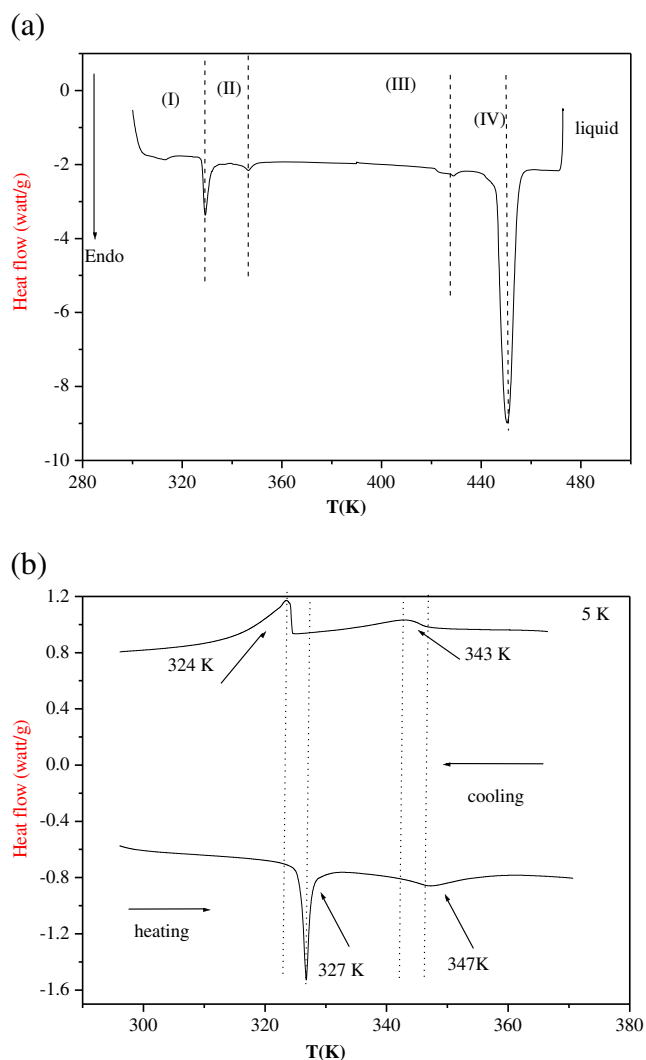 (a)
0
-2
-4
-6
-8
-10
280
320
360
400
440
480
T(K)
Heat flow (watt/g)
Endo
(I)
(II)
(III)
(IV)
liquid
(b)
1.2
0.8
0.4
0.0
-0.4
-0.8
-1.2
-1.6
300
320
340
360
380
T(K)
Heat flow (watt/g)
5 K
324 K
343 K
cooling
heating
327 K
347K